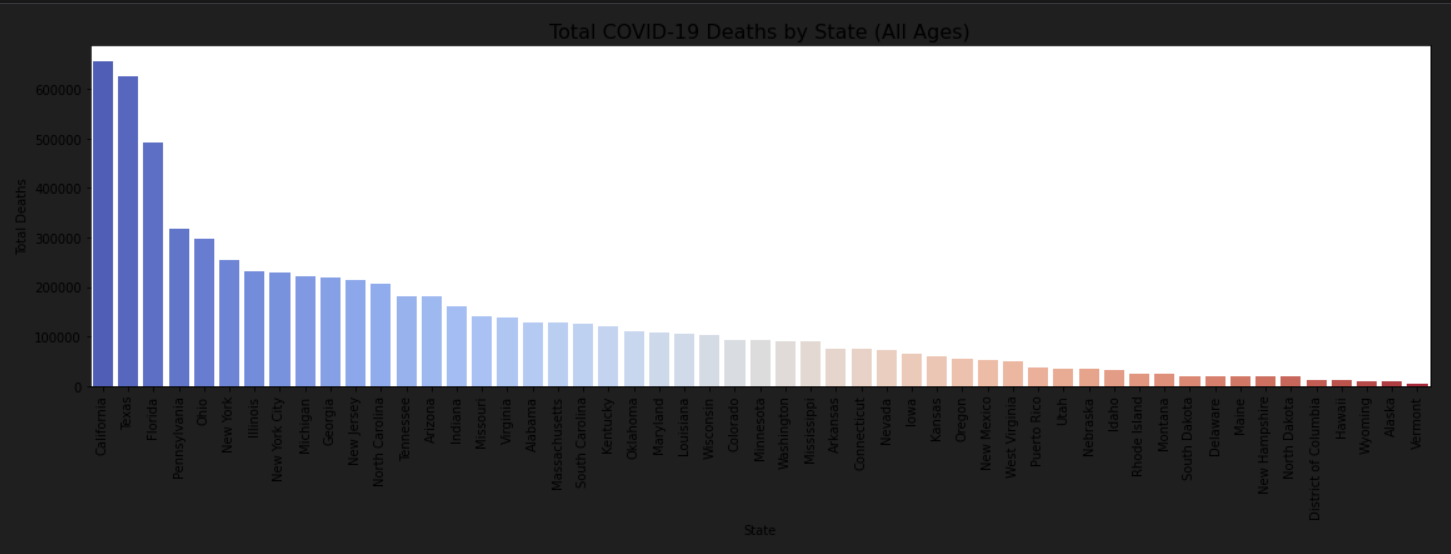 Total COVID-19 Deaths by State (All Ages)
Total Deaths
600000
500000
400000
300000
200000
100000
0
California
Texas
Florida
Pennsylvania
Ohio
New York
Illinois
New York City
Michigan
Georgia
New Jersey
North Carolina
Tennessee
Arizona
Indiana
Missouri
Virginia
Alabama
Massachusetts
South Carolina
Kentucky
Oklahoma
Maryland
Louisiana
Wisconsin
Colorado
Minnesota
Washington
Mississippi
Arkansas
Connecticut
Nevada
Iowa
Kansas
Oregon
New Mexico
West Virginia
Puerto Rico
Utah
Nebraska
Idaho
Rhode Island
Montana
South Dakota
Delaware
Maine
New Hampshire
North Dakota
District of Columbia
Hawaii
Wyoming
Alaska
Vermont
State